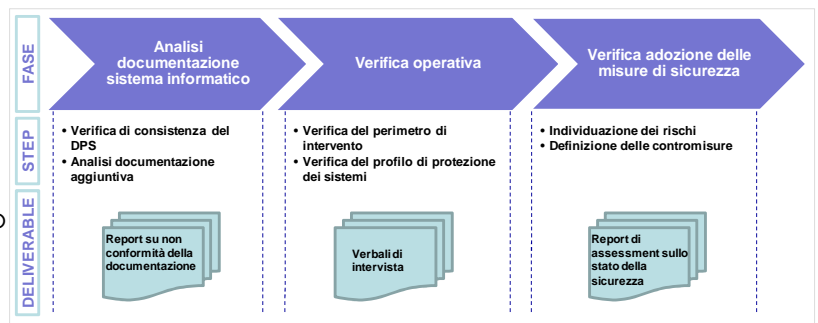 FASE
Analisi
documentazione
sistema informatico
Verifica operativa
Verifica adozione delle
misure di sicurezza
STEP
• Verifica di consistenza del
DPS
• Analisi documentazione
aggiuntiva
• Verifica del perimetro di
intervento
• Verifica del profilo di protezione
dei sistemi
• Individuazione dei rischi
• Definizione delle contromisure
o
DELIVERABLE
Report su non
conformità della
documentazione
Verbali di
intervista
Report di
assessment sullo
stato della
sicurezza